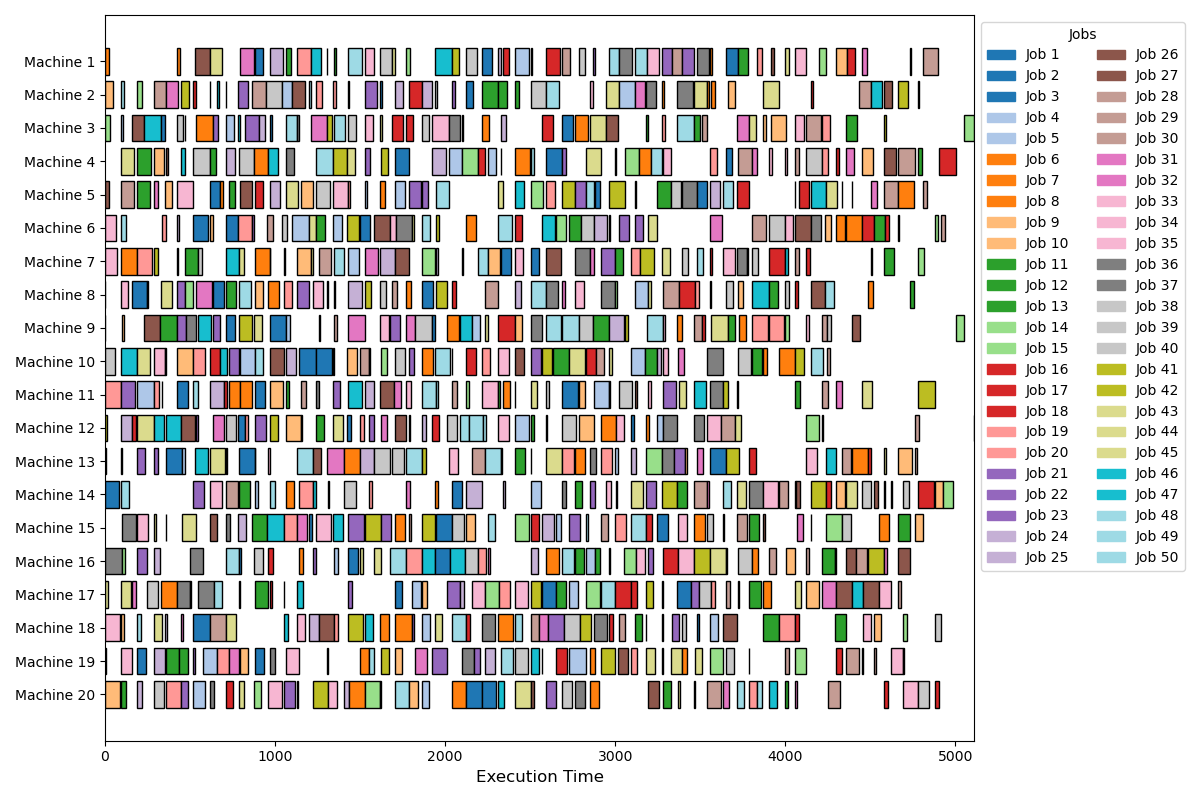 Machine 1
Machine 2
Machine 3
Machine 4
Machine 5
Machine 6
Machine 7
Machine 8
Machine 9
Machine 10
Machine 11
Machine 12
Machine 13
Machine 14
Machine 15
Machine 16
Machine 17
Machine 18
Machine 19
Machine 20
0 1000 2000 3000 4000 5000
Execution Time
Jobs
Job 1 Job 26
Job 2 Job 27
Job 3 Job 28
Job 4 Job 29
Job 5 Job 30
Job 6 Job 31
Job 7 Job 32
Job 8 Job 33
Job 9 Job 34
Job 10 Job 35
Job 11 Job 36
Job 12 Job 37
Job 13 Job 38
Job 14 Job 39
Job 15 Job 40
Job 16 Job 41
Job 17 Job 42
Job 18 Job 43
Job 19 Job 44
Job 20 Job 45
Job 21 Job 46
Job 22 Job 47
Job 23 Job 48
Job 24 Job 49
Job 25 Job 50